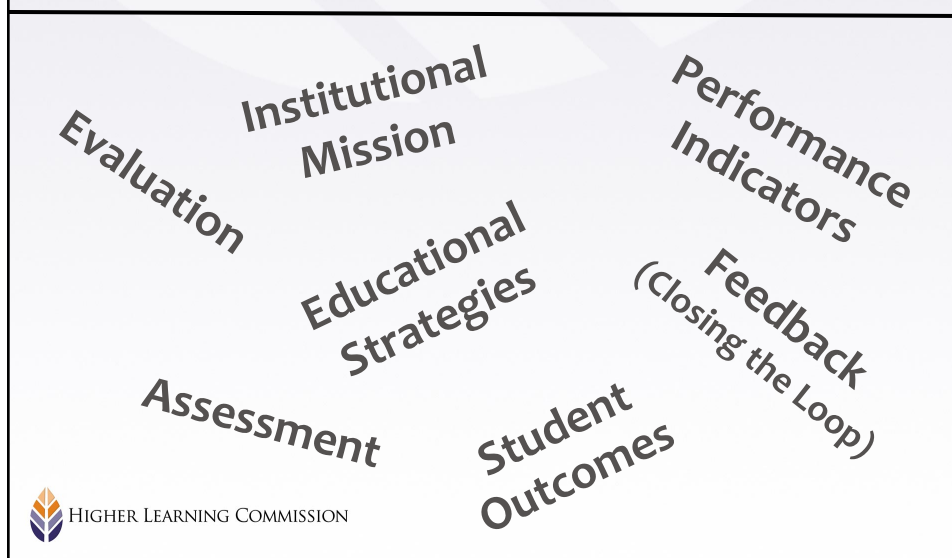 Institutional
Mission
Performance
Indicators
Evaluation
Educational
Strategies
Feedback
(Closing the Loop)
Assessment
Student
Outcomes
HIGHER LEARNING COMMISSION